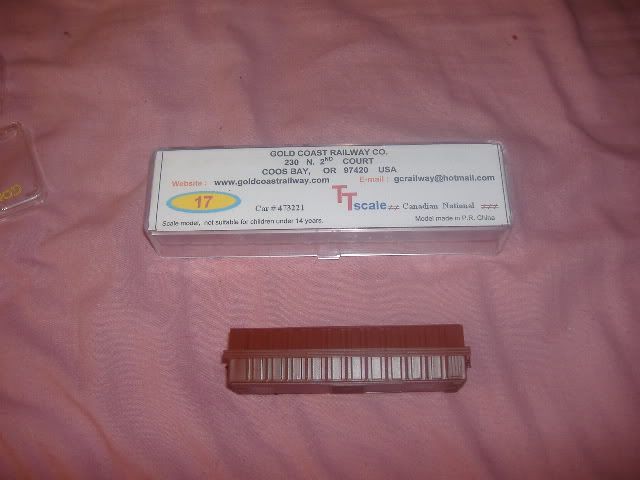 GOLD COAST RAILWAY CO.
230 N. 2ND COURT
COOS BAY, OR 97420 USA
Website : www.goldcoastrailway.com E-mail : gcrailway@hotmail.com
17 Car # 473221 TT scale Canadian National
Scale model, not suitable for children under 14 years. Model made in P.R. China